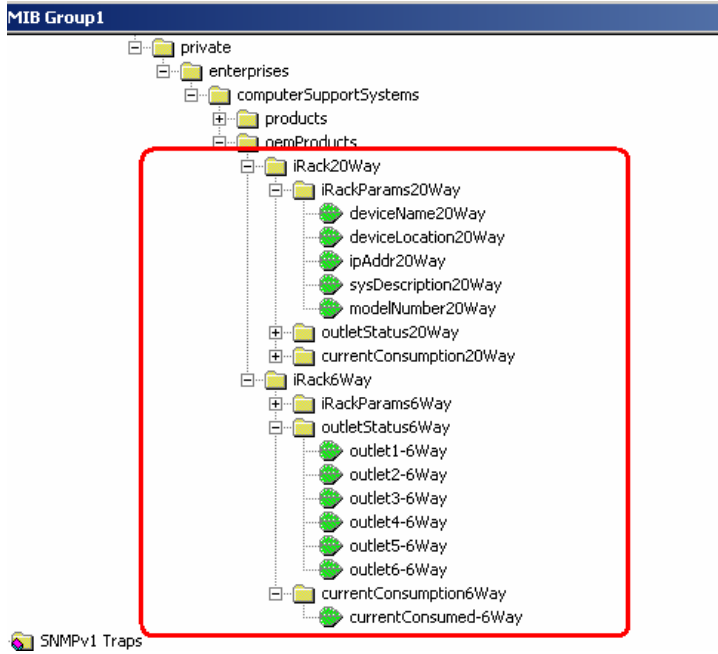 MIB Group1
private
enterprises
computerSupportSystems
products
oemProducts
iRack20Way
iRackParams20Way
deviceName20Way
deviceLocation20Way
ipAddr20Way
sysDescription20Way
modelNumber20Way
outletStatus20Way
currentConsumption20Way
iRack6Way
iRackParams6Way
outletStatus6Way
outlet1-6Way
outlet2-6Way
outlet3-6Way
outlet4-6Way
outlet5-6Way
outlet6-6Way
currentConsumption6Way
currentConsumed-6Way
SNMPv1 Traps